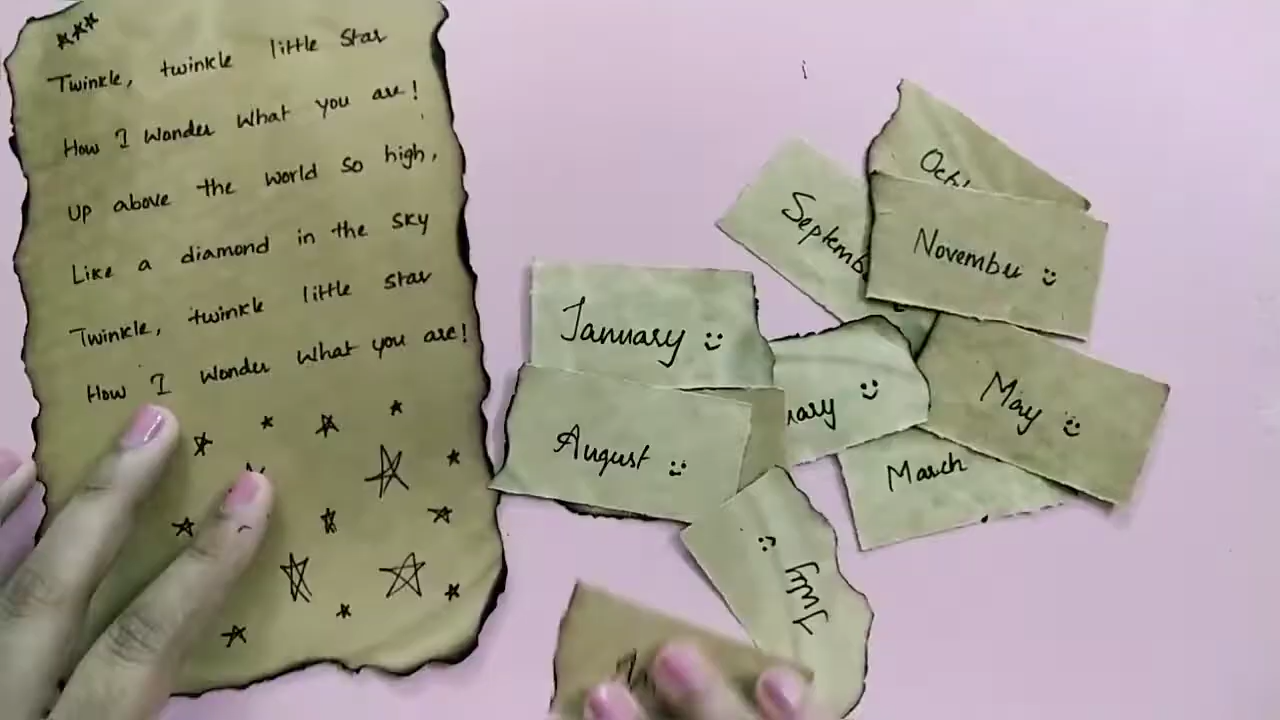 Twinkle, twinkle little star
How I wonder what you are!
Up above the world so high,
Like a diamond in the sky
Twinkle, twinkle little star
How I wonder what you are!
November
January
May
August
March
July